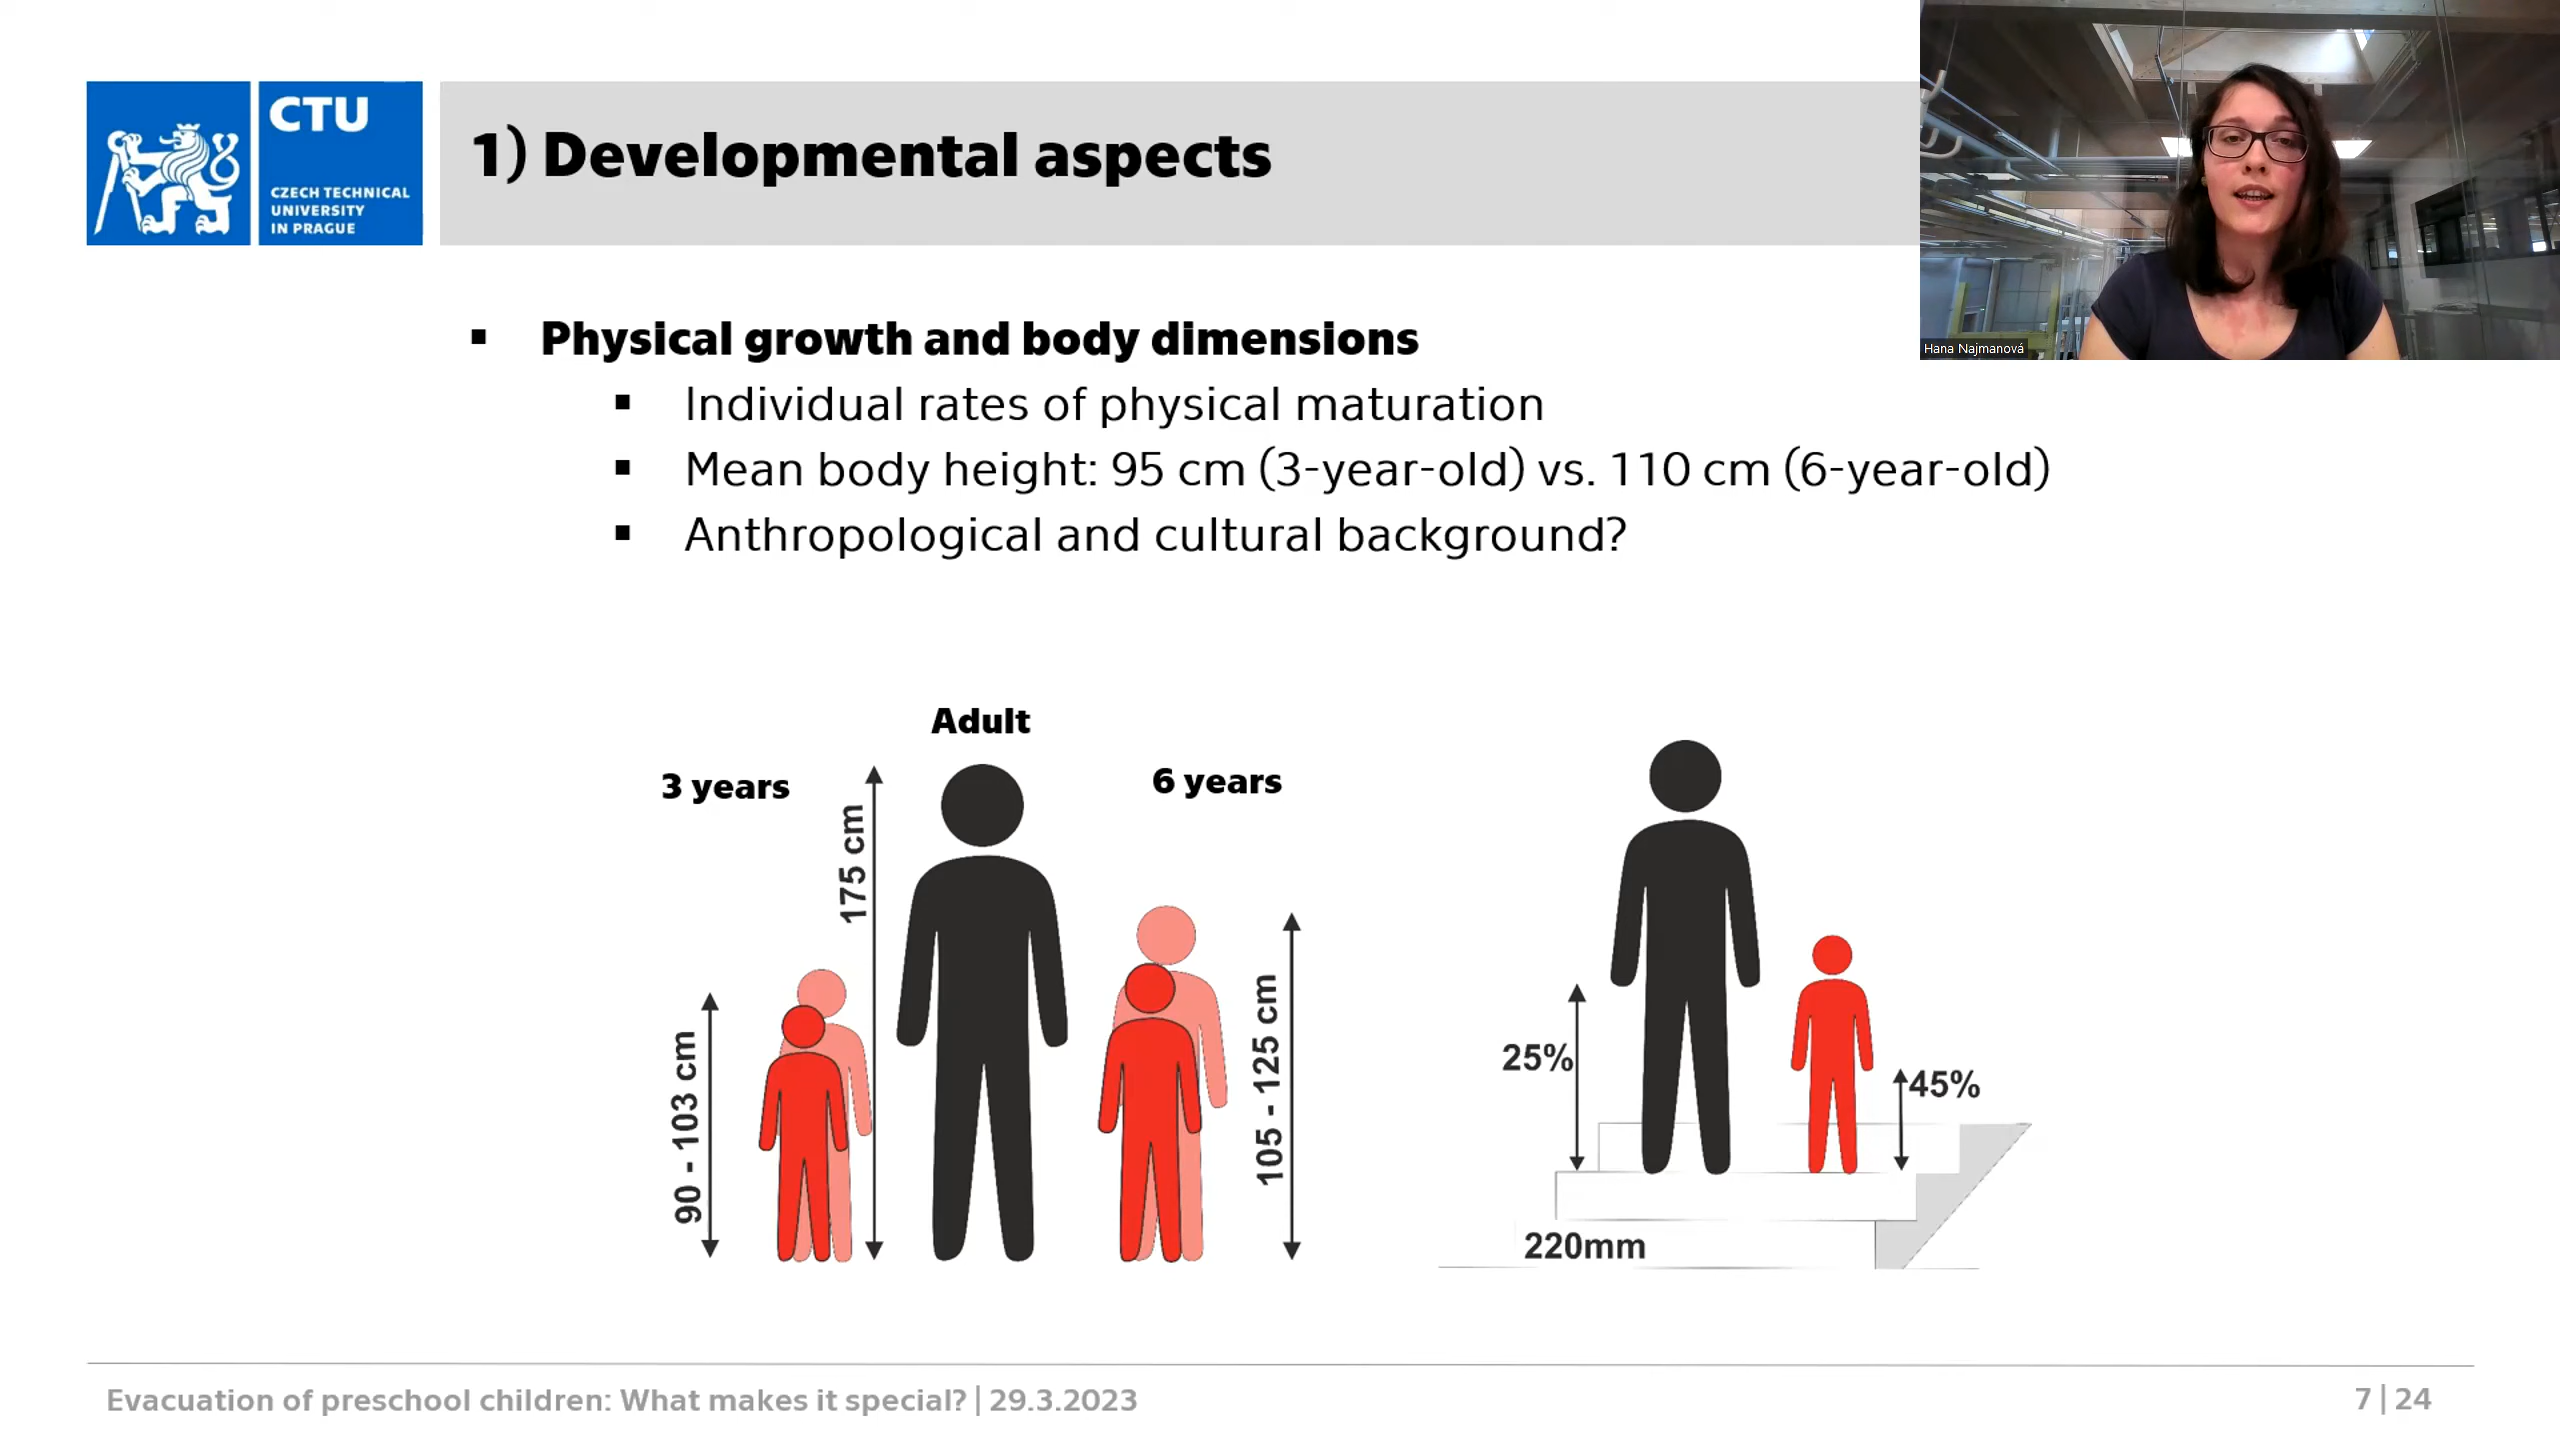 CTU
CZECH TECHNICAL
UNIVERSITY
IN PRAGUE
1) Developmental aspects
Hana Najmanová
▪ Physical growth and body dimensions
▪ Individual rates of physical maturation
▪ Mean body height: 95 cm (3-year-old) vs. 110 cm (6-year-old)
▪ Anthropological and cultural background?
Adult
3 years
6 years
175 cm
90 - 103 cm
105 - 125 cm
25%
45%
220mm
Evacuation of preschool children: What makes it special? | 29.3.2023
7 | 24